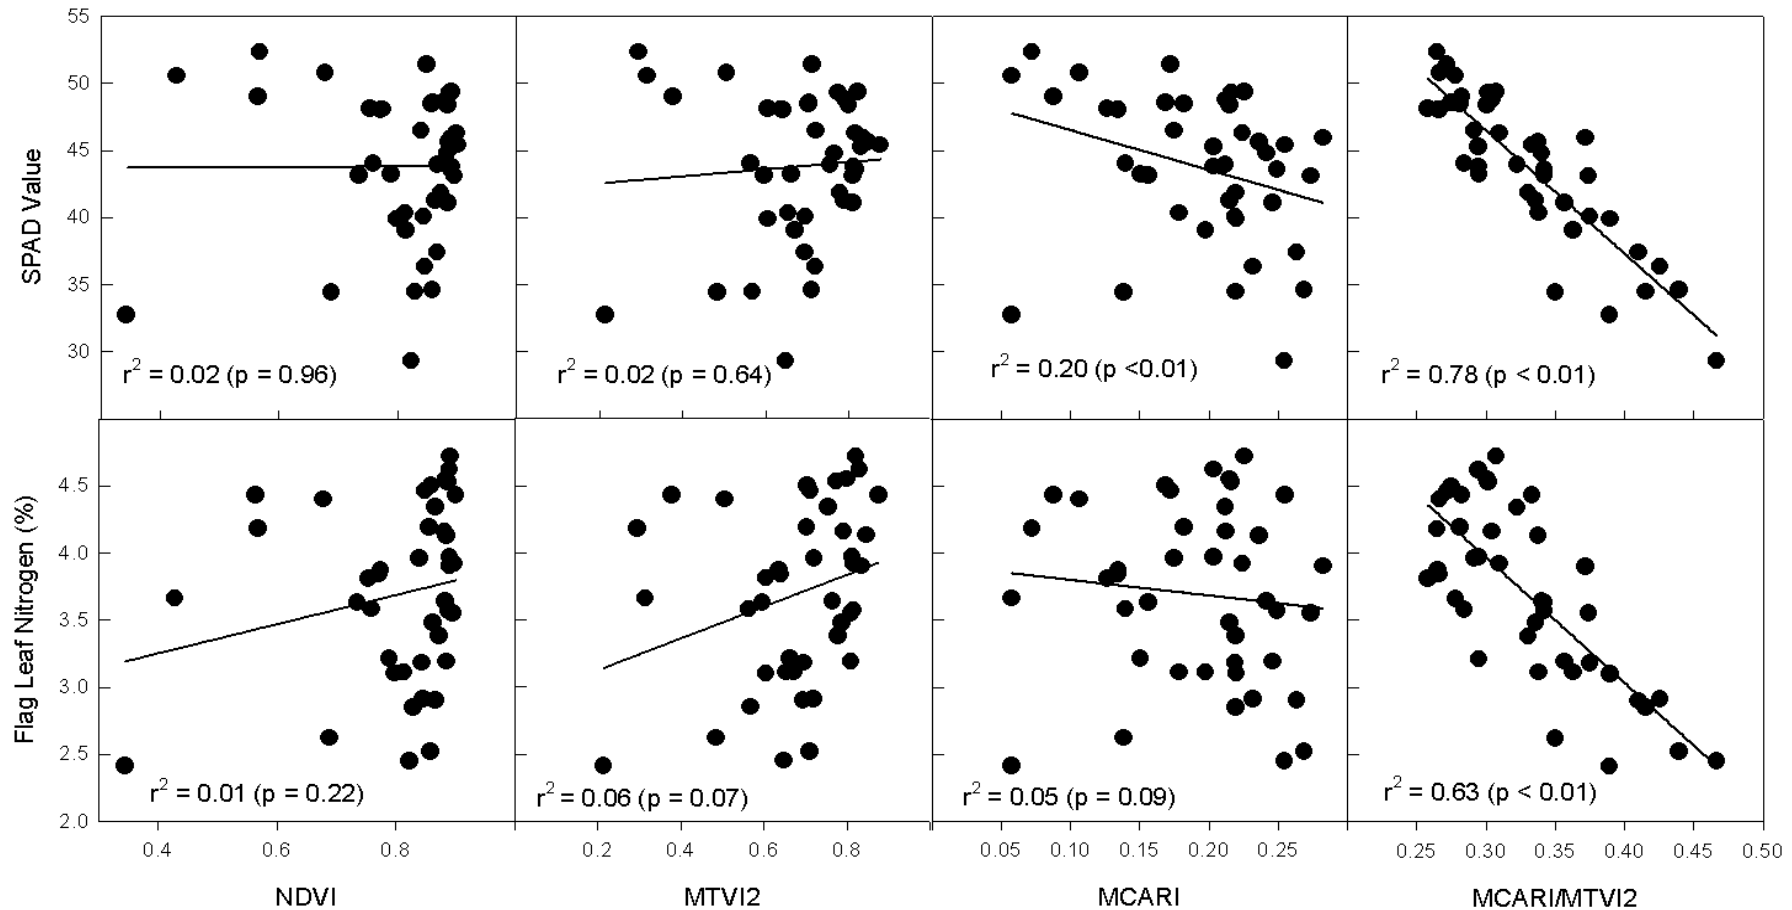 55
50
45
40
35
30
SPAD Value
r2 = 0.02 (p = 0.96)
r2 = 0.02 (p = 0.64)
r2 = 0.20 (p <0.01)
r2 = 0.78 (p < 0.01)
4.5
4.0
3.5
3.0
2.5
2.0
Flag Leaf Nitrogen (%)
r2 = 0.01 (p = 0.22)
r2 = 0.06 (p = 0.07)
r2 = 0.05 (p = 0.09)
r2 = 0.63 (p < 0.01)
0.4 0.6 0.8
0.2 0.4 0.6 0.8
0.05 0.10 0.15 0.20 0.25
0.25 0.30 0.35 0.40 0.45 0.50
NDVI
MTVI2
MCARI
MCARI/MTVI2